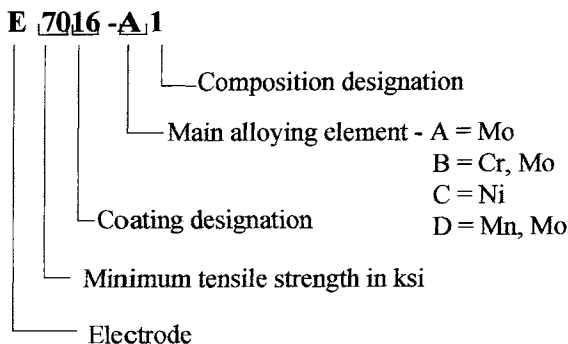 E 7016 -A 1
Composition designation
Main alloying element - A = Mo
B = Cr, Mo
C = Ni
D = Mn, Mo
Coating designation
Minimum tensile strength in ksi
Electrode